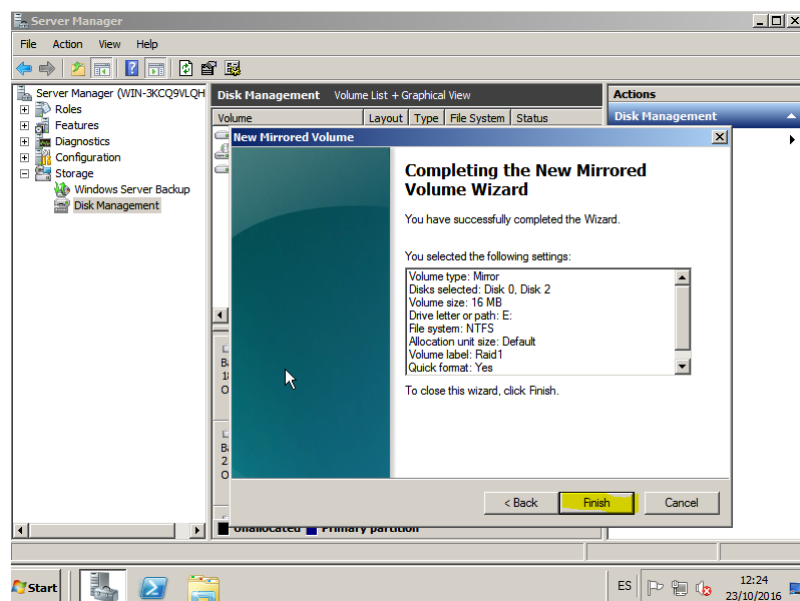 Server Manager
File Action View Help
Server Manager (WIN-3KCQ9VLQH
Roles
Features
Diagnostics
Configuration
Storage
Windows Server Backup
Disk Management
Disk Management Volume List + Graphical View
Volume Layout Type File System Status
Actions
Disk Management
New Mirrored Volume
Completing the New Mirrored
Volume Wizard
You have successfully completed the Wizard.
You selected the following settings:
Volume type: Mirror
Disks selected: Disk 0, Disk 2
Volume size: 16 MB
Drive letter or path: E:
File system: NTFS
Allocation unit size: Default
Volume label: Raid1
Quick format: Yes
To close this wizard, click Finish.
< Back Finish Cancel
Unallocated Primary partition
Start
ES
12:24
23/10/2016